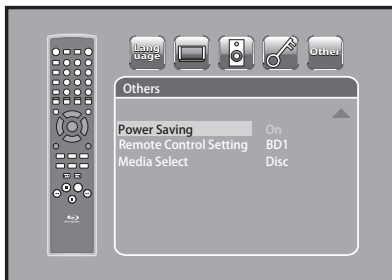 Lang
uage
Other
Others
Power Saving On
Remote Control Setting BD1
Media Select Disc